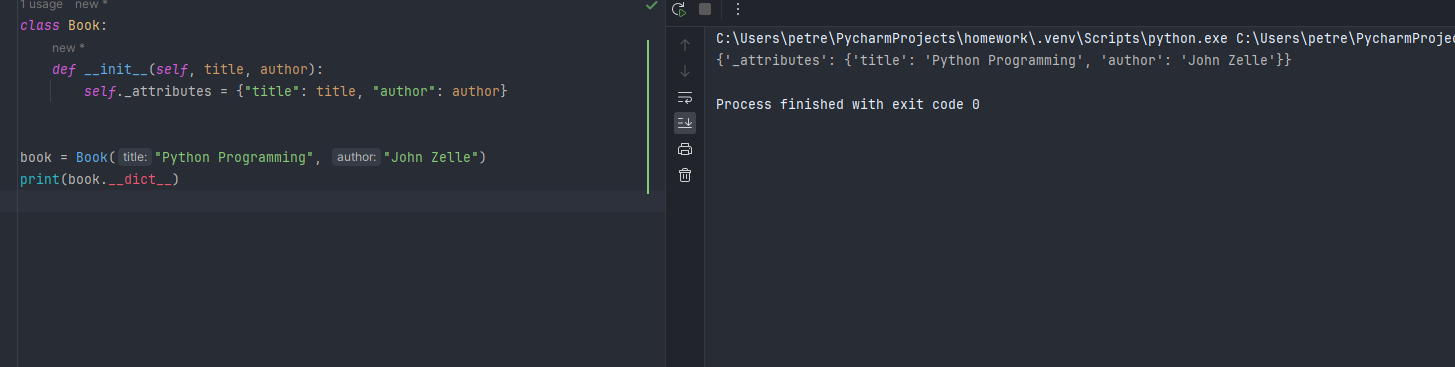 1 usage new *
class Book:
new *
def __init__(self, title, author):
self._attributes = {"title": title, "author": author}
book = Book( title: "Python Programming", author: "John Zelle")
print(book.__dict__)
C:\Users\petre\PycharmProjects\homework\.venv\Scripts\python.exe C:\Users\petre\PycharmProjec
{'_attributes': {'title': 'Python Programming', 'author': 'John Zelle'}}
Process finished with exit code 0